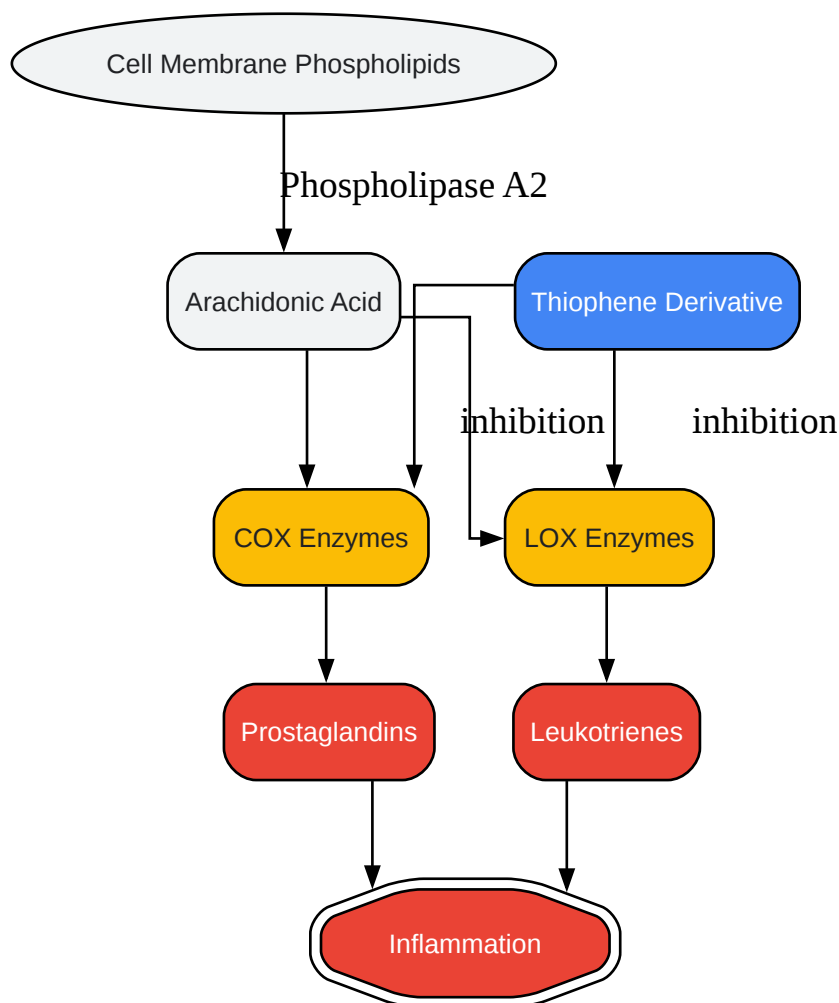 Cell Membrane Phospholipids
Phospholipase A2
Arachidonic Acid
Thiophene Derivative
inhibition
inhibition
COX Enzymes
LOX Enzymes
Prostaglandins
Leukotrienes
Inflammation